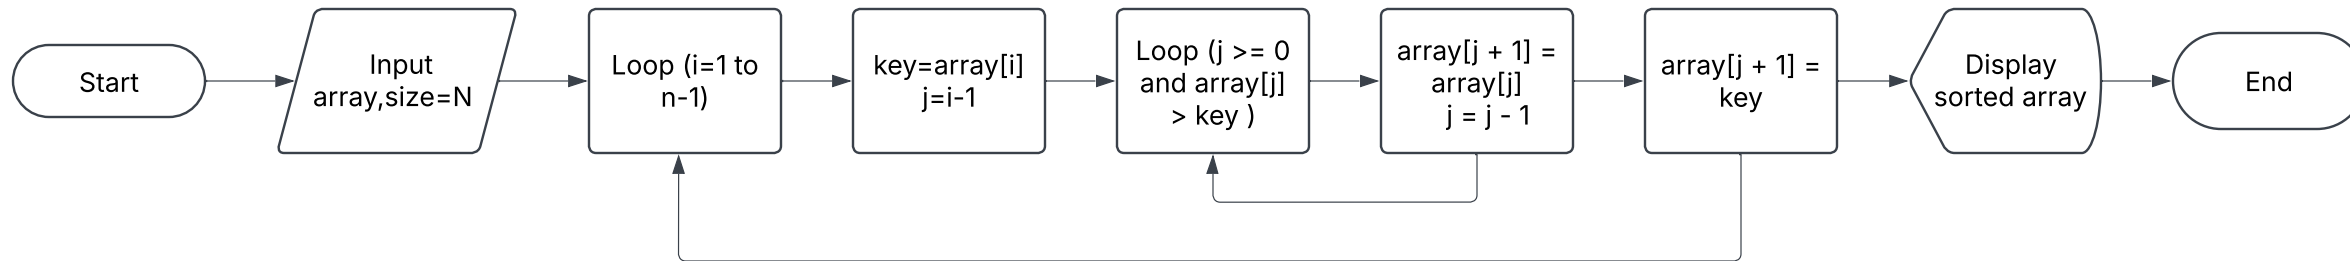 Start
Input
array,size=N
Loop (i=1 to
n-1)
key=array[i]
j=i-1
Loop (j >= 0
and array[j]
> key )
array[j + 1] =
array[j]
j = j - 1
array[j + 1] =
key
Display
sorted array
End